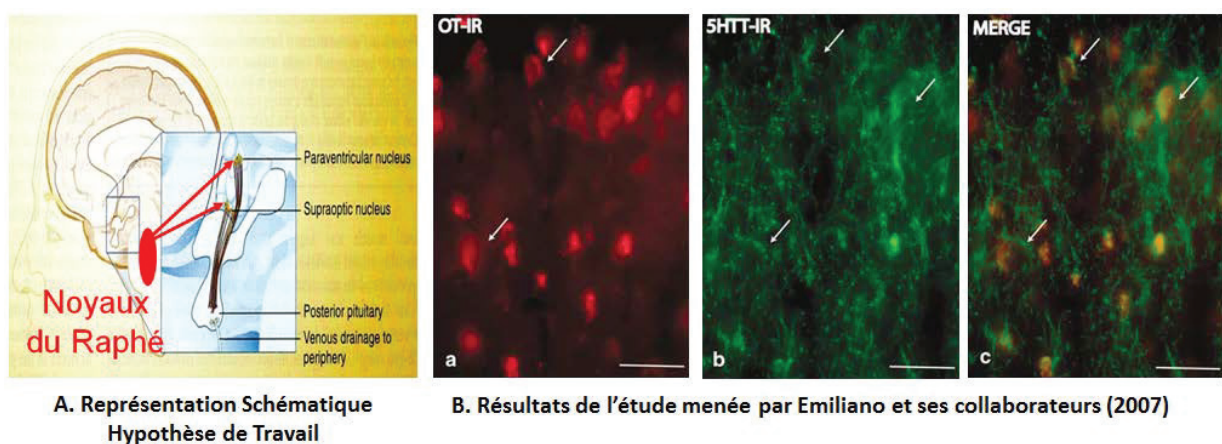 Paraventricular nucleus
Supraoptic nucleus
Posterior pituitary
Venous drainage to
periphery
Noyaux
du Raphé
OT-IR
a
5HTT-IR
b
MERGE
c
A. Représentation Schématique
Hypothèse de Travail
B. Résultats de l'étude menée par Emiliano et ses collaborateurs (2007)